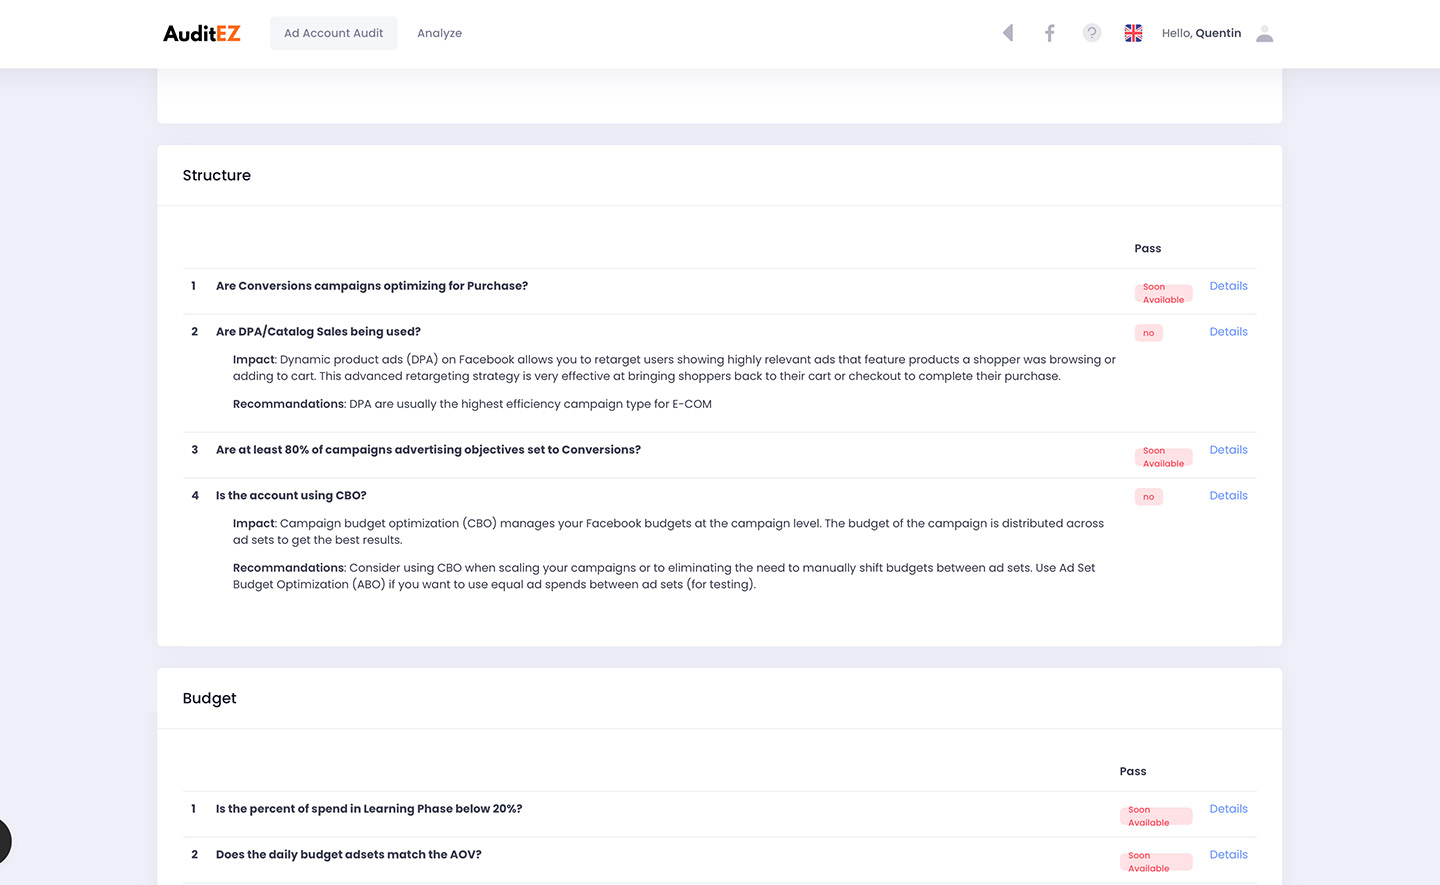 AuditEZ Ad Account Audit Analyze ? Hello, Quentin
Structure
Pass
1 Are Conversions campaigns optimizing for Purchase? Soon Available Details
2 Are DPA/Catalog Sales being used? no Details
Impact: Dynamic product ads (DPA) on Facebook allows you to retarget users showing highly relevant ads that feature products a shopper was browsing or
adding to cart. This advanced retargeting strategy is very effective at bringing shoppers back to their cart or checkout to complete their purchase.
Recommandations: DPA are usually the highest efficiency campaign type for E-COM
3 Are at least 80% of campaigns advertising objectives set to Conversions? Soon Available Details
4 Is the account using CBO? no Details
Impact: Campaign budget optimization (CBO) manages your Facebook budgets at the campaign level. The budget of the campaign is distributed across
ad sets to get the best results.
Recommandations: Consider using CBO when scaling your campaigns or to eliminating the need to manually shift budgets between ad sets. Use Ad Set
Budget Optimization (ABO) if you want to use equal ad spends between ad sets (for testing).
Budget
Pass
1 Is the percent of spend in Learning Phase below 20%? Soon Available Details
2 Does the daily budget adsets match the AOV? Soon Available Details